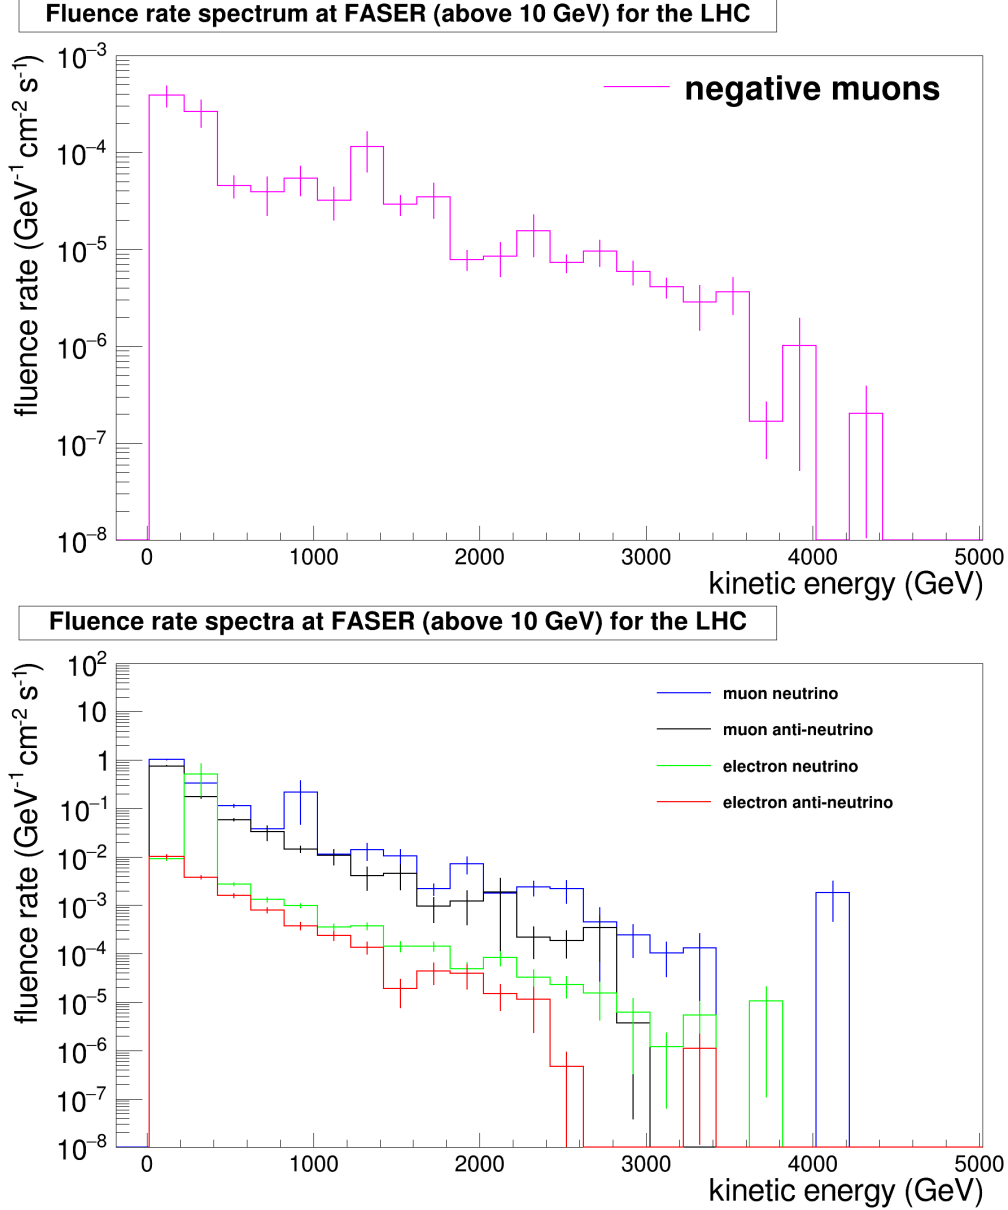 Fluence rate spectrum at FASER (above 10 GeV) for the LHC
negative muons
fluence rate (GeV⁻¹ cm⁻² s⁻¹)
10⁻³
10⁻⁴
10⁻⁵
10⁻⁶
10⁻⁷
10⁻⁸
0 1000 2000 3000 4000 5000
kinetic energy (GeV)
Fluence rate spectra at FASER (above 10 GeV) for the LHC
muon neutrino
muon anti-neutrino
electron neutrino
electron anti-neutrino
fluence rate (GeV⁻¹ cm⁻² s⁻¹)
10²
10
1
10⁻¹
10⁻²
10⁻³
10⁻⁴
10⁻⁵
10⁻⁶
10⁻⁷
10⁻⁸
0 1000 2000 3000 4000 5000
kinetic energy (GeV)